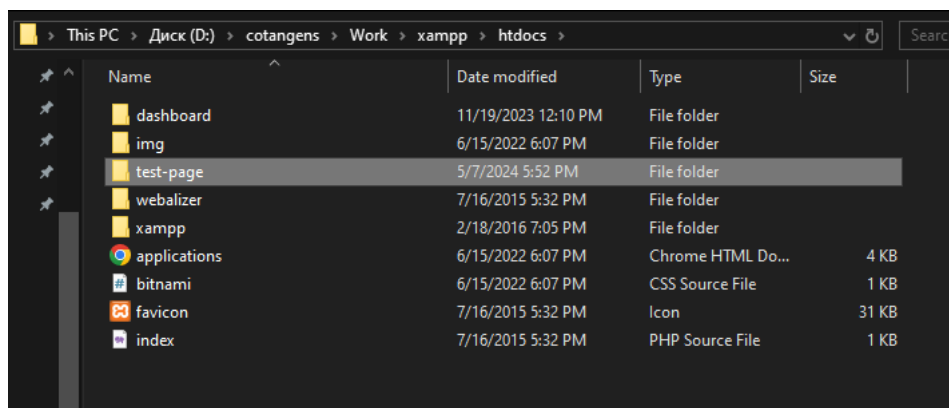 This PC > Диск (D:) > cotangens > Work > xampp > htdocs > Searc
Name Date modified Type Size
dashboard 11/19/2023 12:10 PM File folder
img 6/15/2022 6:07 PM File folder
test-page 5/7/2024 5:52 PM File folder
webalizer 7/16/2015 5:32 PM File folder
xampp 2/18/2016 7:05 PM File folder
applications 6/15/2022 6:07 PM Chrome HTML Do... 4 KB
bitnami 6/15/2022 6:07 PM CSS Source File 1 KB
favicon 7/16/2015 5:32 PM Icon 31 KB
index 7/16/2015 5:32 PM PHP Source File 1 KB